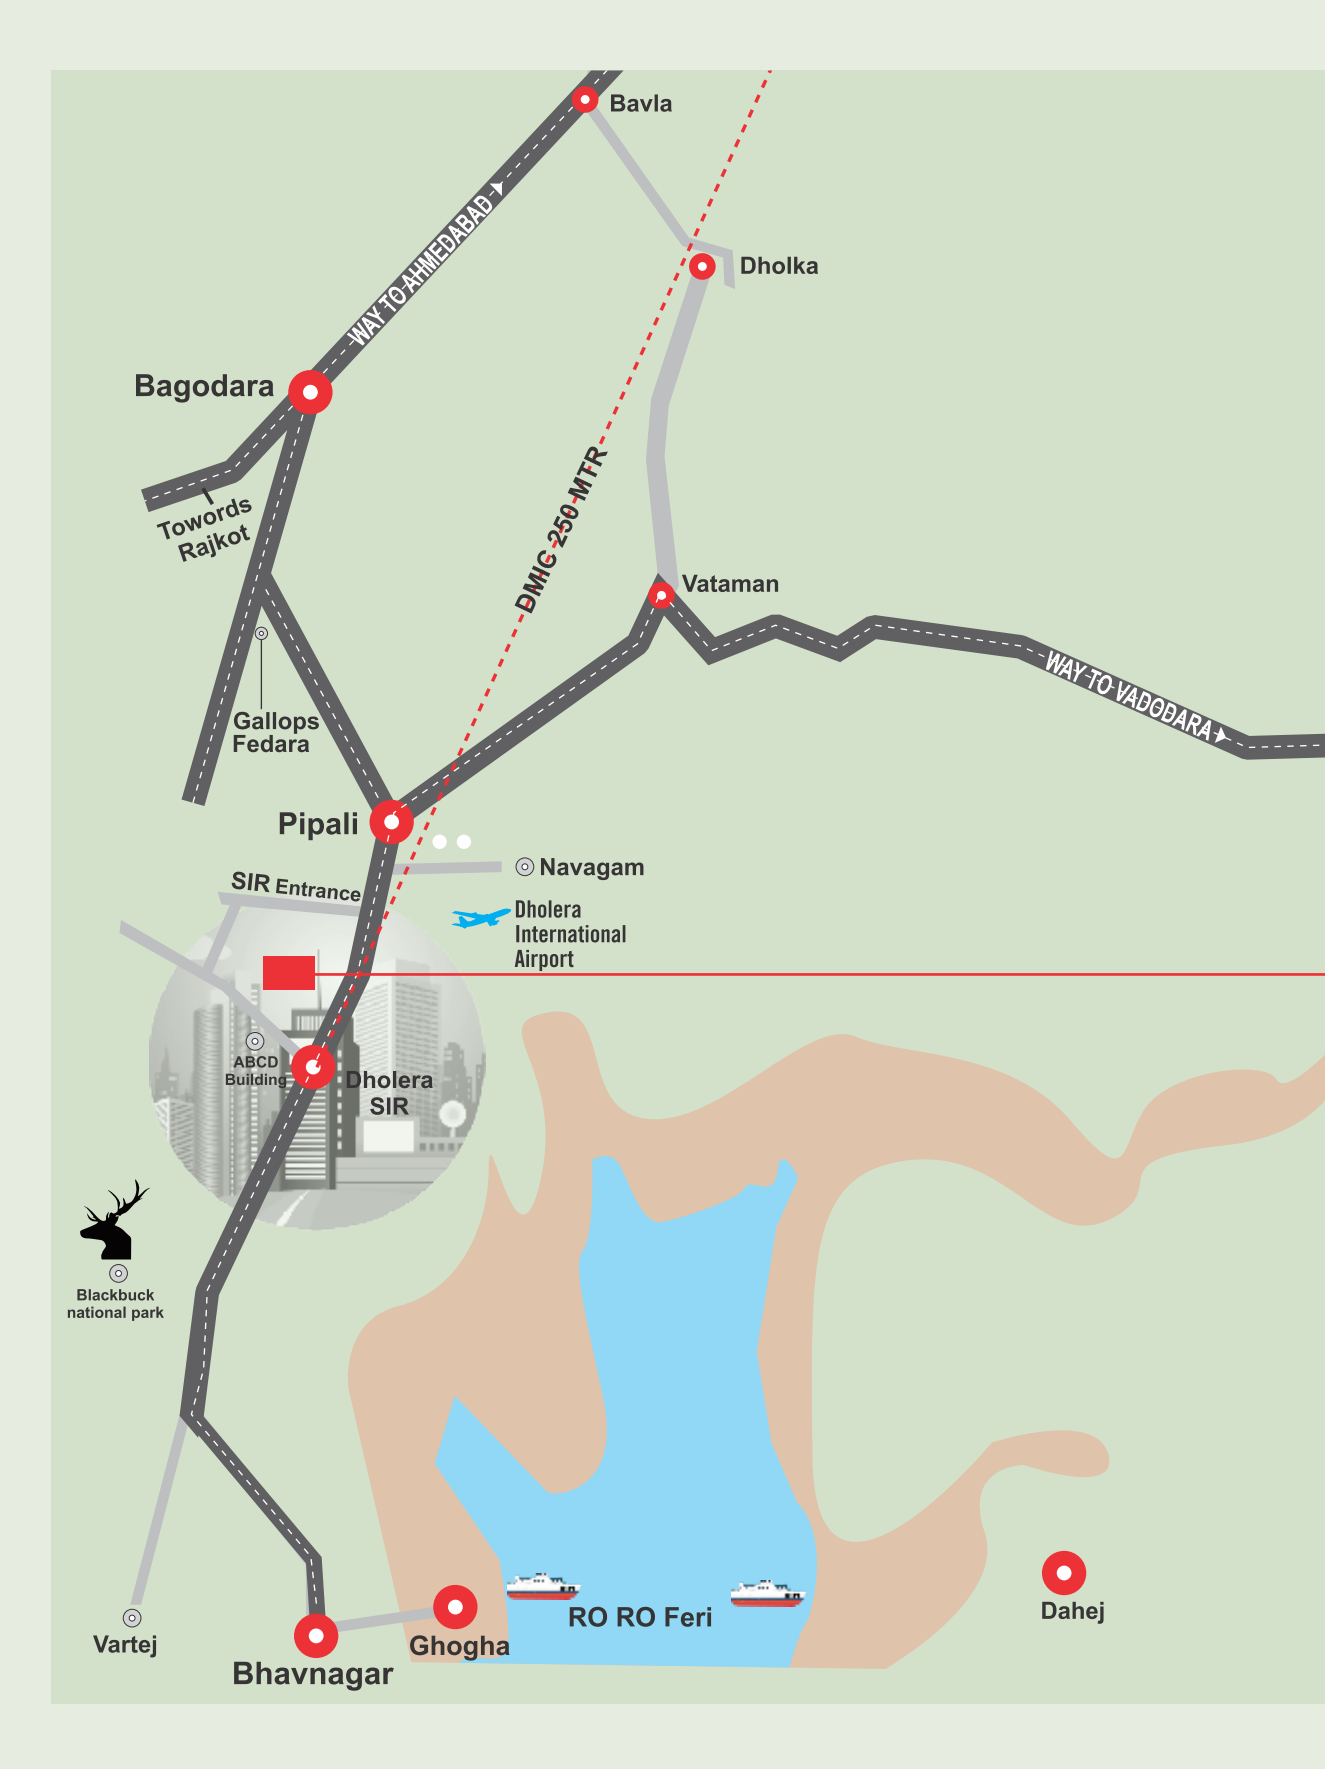 Bavla
WAY TO AHMEDABAD
Dholka
Bagodara
DMIC 250 MTR
Towords
Rajkot
Vataman
WAY TO VADODARA
Gallops
Fedara
Pipali
Navagam
SIR Entrance
Dholera
International
Airport
ABCD
Building
Dholera
SIR
Blackbuck
national park
Dahej
RO RO Feri
Vartej
Ghogha
Bhavnagar